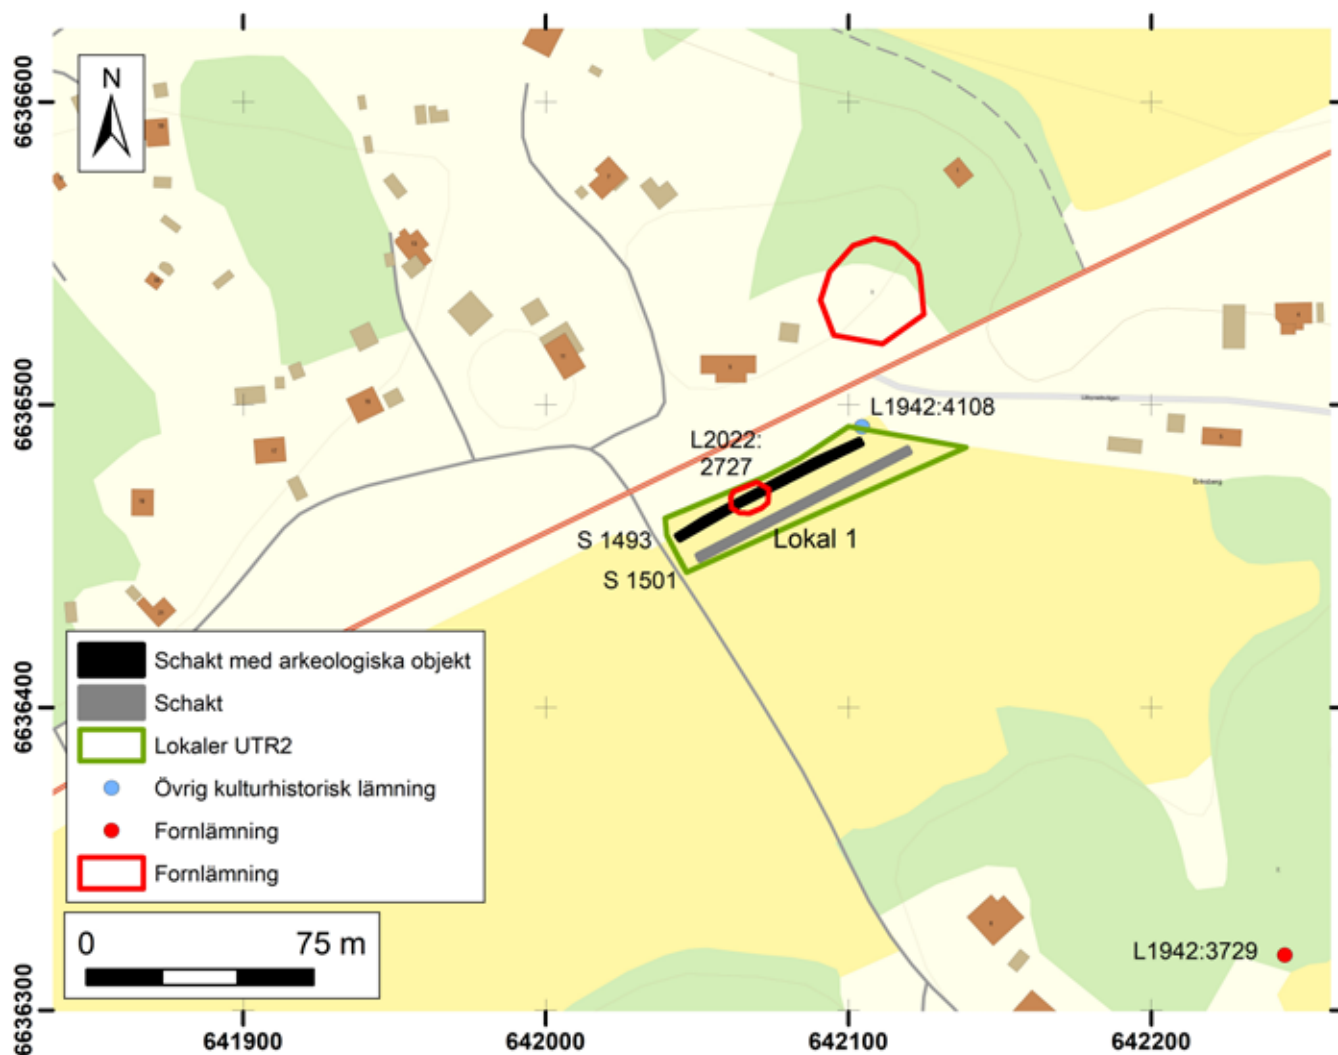 N
6636600
6636500
6636400
6636300
L1942:4108
L2022:
2727
S 1493
Lokal 1
S 1501
Schakt med arkeologiska objekt
Schakt
Lokaler UTR2
Övrig kulturhistorisk lämning
Fornlämning
Fornlämning
0 75 m
L1942:3729
Eriksberg
641900 642000 642100 642200